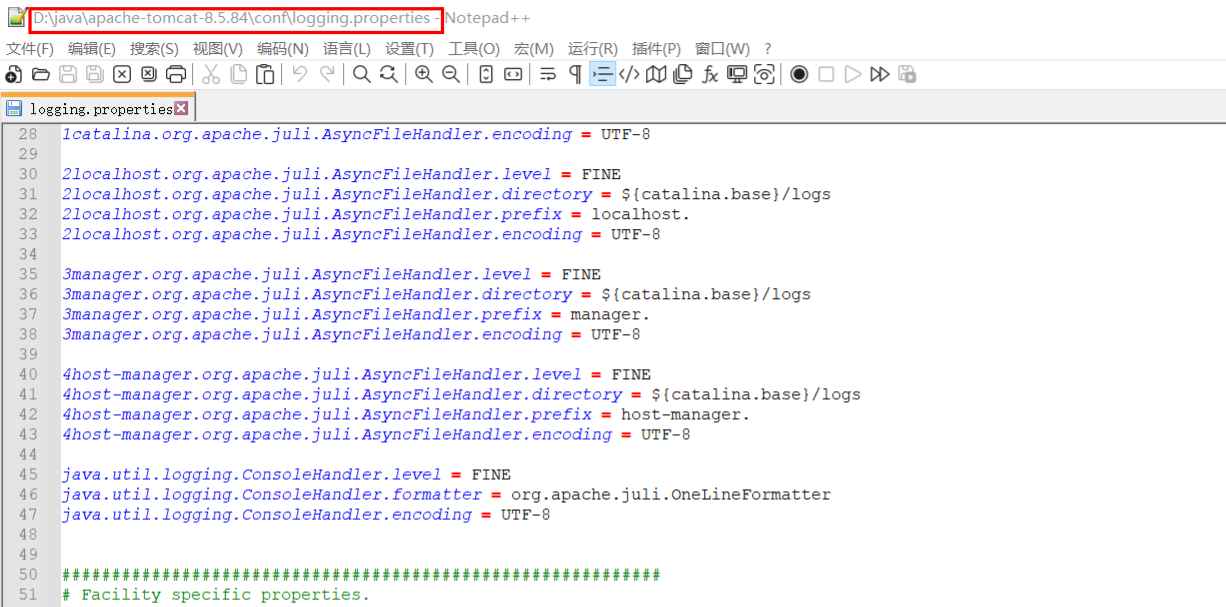 D:\java\apache-tomcat-8.5.84\conf\logging.properties - Notepad++
文件(F) 编辑(E) 搜索(S) 视图(V) 编码(N) 语言(L) 设置(T) 工具(O) 宏(M) 运行(R) 插件(P) 窗口(W) ?
logging.properties
28 1catalina.org.apache.juli.AsyncFileHandler.encoding = UTF-8
29
30 2localhost.org.apache.juli.AsyncFileHandler.level = FINE
31 2localhost.org.apache.juli.AsyncFileHandler.directory = ${catalina.base}/logs
32 2localhost.org.apache.juli.AsyncFileHandler.prefix = localhost.
33 2localhost.org.apache.juli.AsyncFileHandler.encoding = UTF-8
34
35 3manager.org.apache.juli.AsyncFileHandler.level = FINE
36 3manager.org.apache.juli.AsyncFileHandler.directory = ${catalina.base}/logs
37 3manager.org.apache.juli.AsyncFileHandler.prefix = manager.
38 3manager.org.apache.juli.AsyncFileHandler.encoding = UTF-8
39
40 4host-manager.org.apache.juli.AsyncFileHandler.level = FINE
41 4host-manager.org.apache.juli.AsyncFileHandler.directory = ${catalina.base}/logs
42 4host-manager.org.apache.juli.AsyncFileHandler.prefix = host-manager.
43 4host-manager.org.apache.juli.AsyncFileHandler.encoding = UTF-8
44
45 java.util.logging.ConsoleHandler.level = FINE
46 java.util.logging.ConsoleHandler.formatter = org.apache.juli.OneLineFormatter
47 java.util.logging.ConsoleHandler.encoding = UTF-8
48
49
50 ############################################################
51 # Facility specific properties.